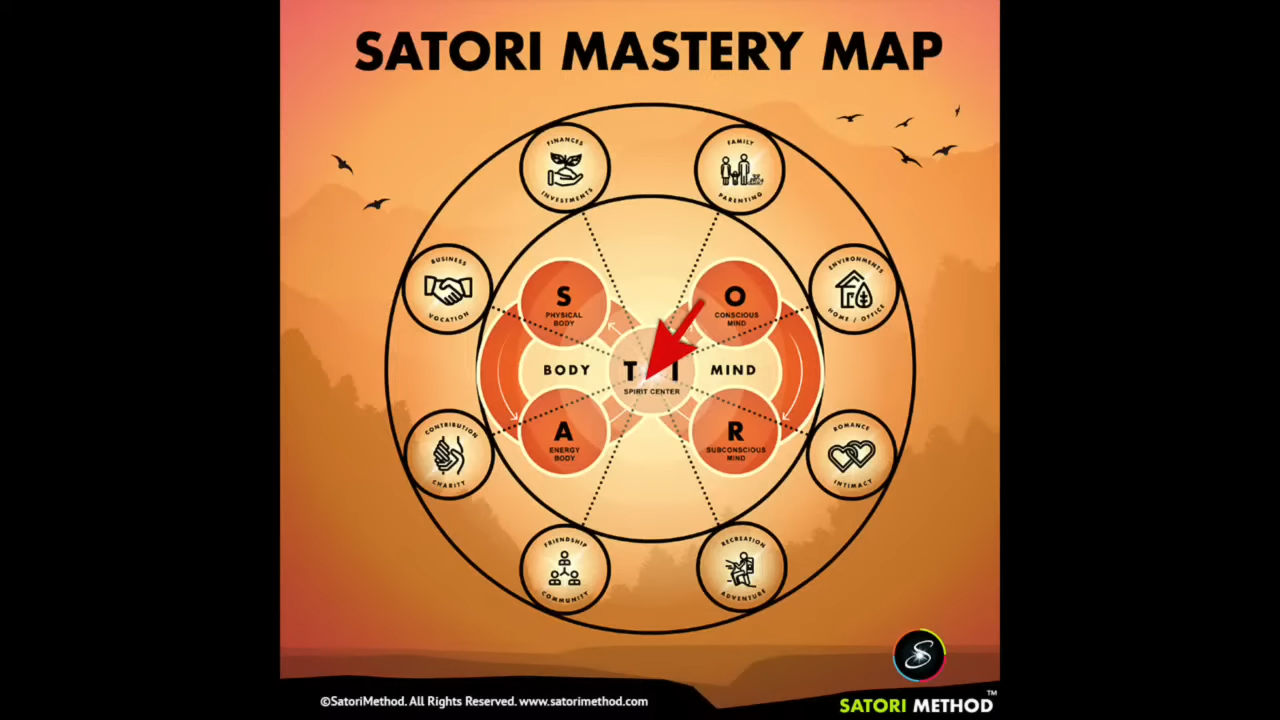 SATORI MASTERY MAP
FINANCES
INVESTMENTS
FAMILY
PARENTING
BUSINESS
VOCATION
ENVIRONMENTS
HOME / OFFICE
S
PHYSICAL
BODY
O
CONSCIOUS
MIND
BODY
T I
SPIRIT CENTER
MIND
A
ENERGY
BODY
R
SUBCONSCIOUS
MIND
CONTRIBUTION
CHARITY
ROMANCE
INTIMACY
FRIENDSHIP
COMMUNITY
RECREATION
ADVENTURE
S
©SatoriMethod. All Rights Reserved. www.satorimethod.com
SATORI METHOD™